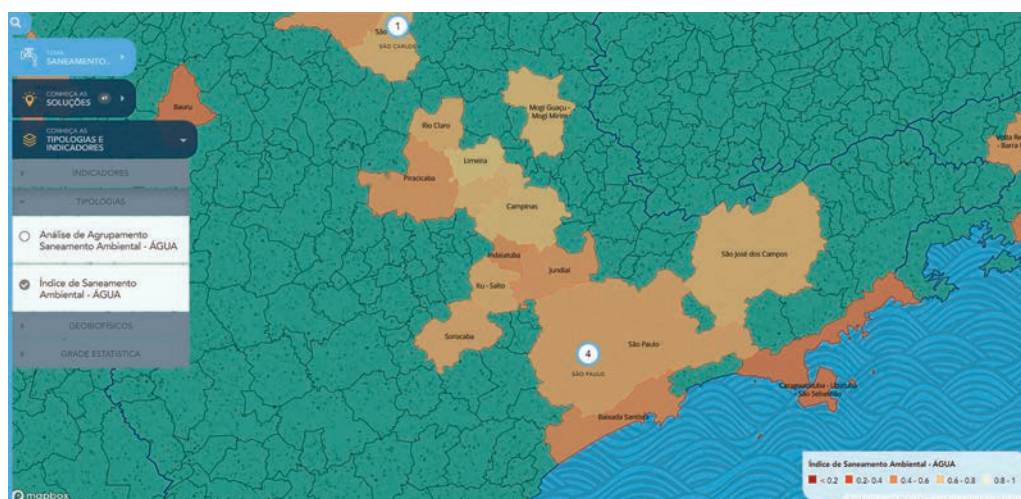 TEMA
SANEAMENTO...
CONHEÇA AS
SOLUÇÕES
CONHEÇA AS
TIPOLOGIAS E
INDICADORES
INDICADORES
TIPOLOGIAS
Análise de Agrupamento
Saneamento Ambiental - ÁGUA
Índice de Saneamento
Ambiental - ÁGUA
GEOBIOFÍSICOS
GRADE ESTATÍSTICA
1
São
SÃO CARLOS
Bauru
Mogi Guaçu -
Mogi Mirim
Rio Claro
Limeira
Piracicaba
Campinas
Indaiatuba
Jundiaí
Itu - Salto
Sorocaba
São José dos Campos
São Paulo
4
SÃO PAULO
Baixada Santista
Caraguatatuba - Ubatuba
- São Sebastião
Volta Re
- Barra
Índice de Saneamento Ambiental - ÁGUA
< 0.2 0.2- 0.4 0.4 - 0.6 0.6 - 0.8 0.8 - 1
mapbox